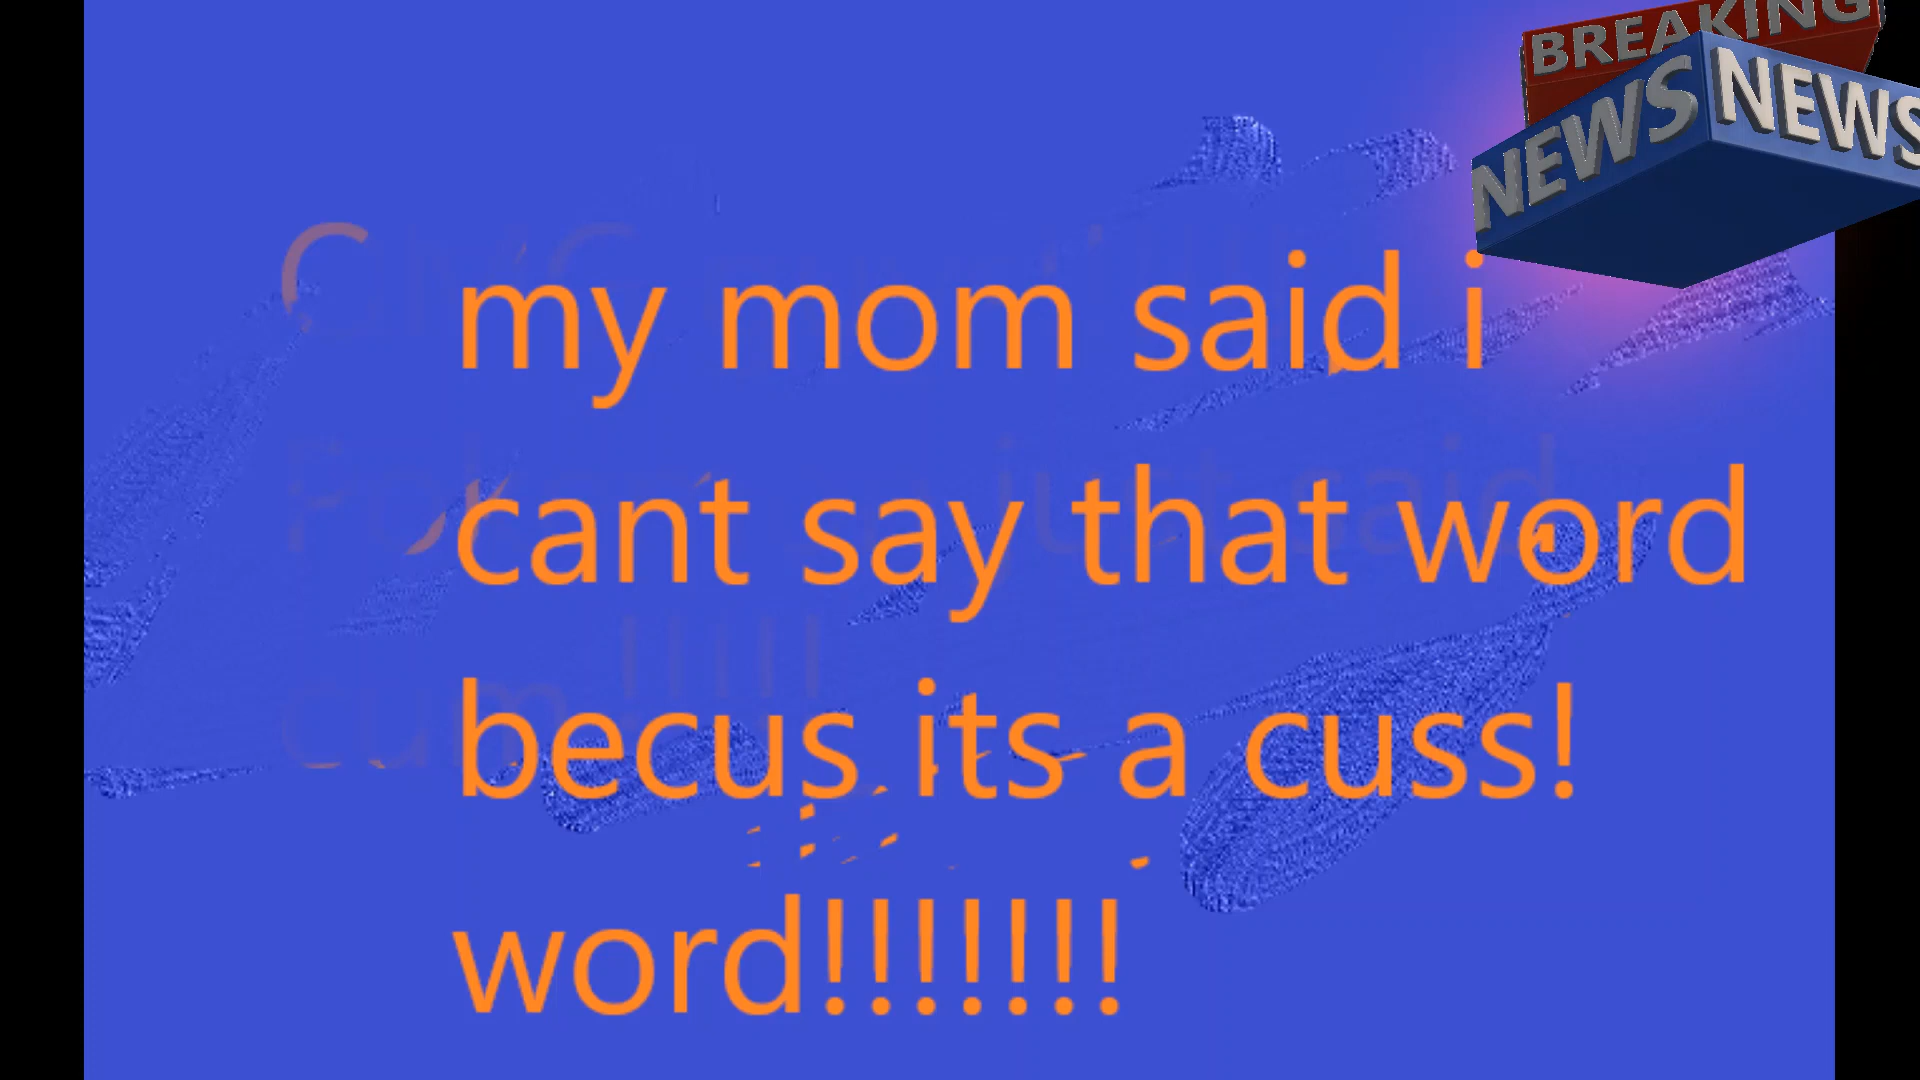 BREAKING
NEWS NEWS
my mom said i
cant say that word
becus its a cuss!
word!!!!!!!